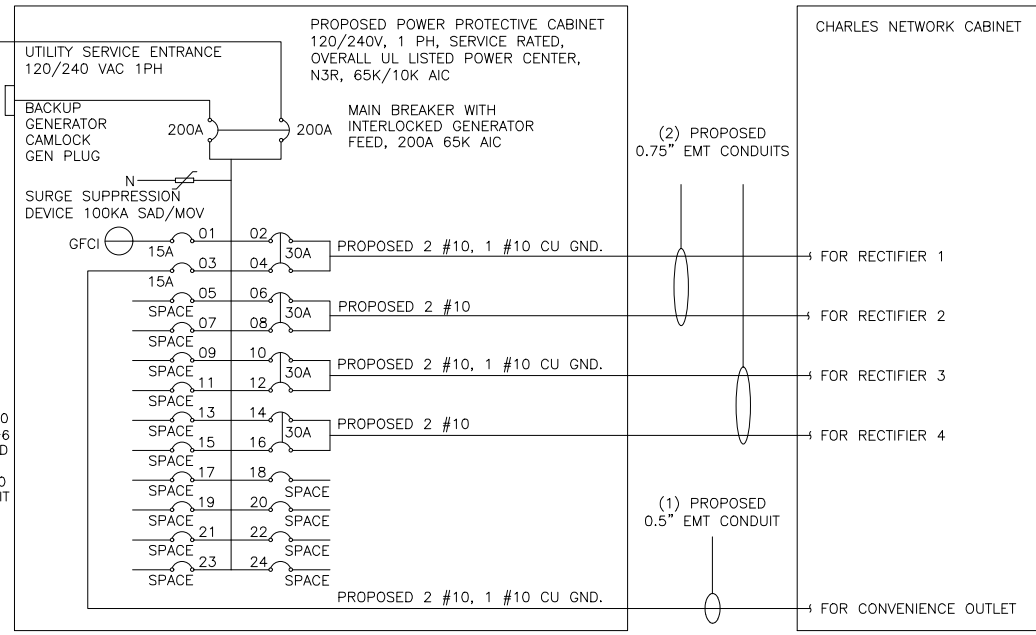 PROPOSED POWER PROTECTIVE CABINET
120/240V, 1 PH, SERVICE RATED,
OVERALL UL LISTED POWER CENTER,
N3R, 65K/10K AIC
CHARLES NETWORK CABINET
UTILITY SERVICE ENTRANCE
120/240 VAC 1PH
BACKUP
GENERATOR
CAMLOCK
GEN PLUG
200A
200A
MAIN BREAKER WITH
INTERLOCKED GENERATOR
FEED, 200A 65K AIC
(2) PROPOSED
0.75" EMT CONDUITS
N
SURGE SUPPRESSION
DEVICE 100KA SAD/MOV
GFCI
15A
01
02
30A
PROPOSED 2 #10, 1 #10 CU GND.
FOR RECTIFIER 1
15A
03
04
SPACE
05
06
30A
PROPOSED 2 #10
FOR RECTIFIER 2
SPACE
07
08
SPACE
09
10
30A
PROPOSED 2 #10, 1 #10 CU GND.
FOR RECTIFIER 3
SPACE
11
12
SPACE
13
14
30A
PROPOSED 2 #10
FOR RECTIFIER 4
SPACE
15
16
SPACE
17
18
SPACE
SPACE
19
20
SPACE
SPACE
21
22
SPACE
SPACE
23
24
SPACE
0
6
D
0
IT
(1) PROPOSED
0.5" EMT CONDUIT
PROPOSED 2 #10, 1 #10 CU GND.
FOR CONVENIENCE OUTLET